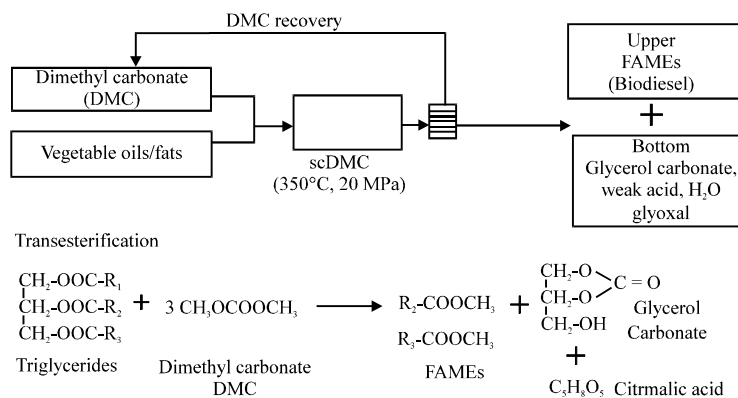 DMC recovery
Dimethyl carbonate
(DMC)
Vegetable oils/fats
scDMC
(350°C, 20 MPa)
Upper
FAMEs
(Biodiesel)
+
Bottom
Glycerol carbonate,
weak acid, H₂O
glyoxal
Transesterification
CH₂-OOC-R₁
CH₂-OOC-R₂
CH₂-OOC-R₃
Triglycerides
+
3 CH₃OCOOCH₃
Dimethyl carbonate
DMC
R₂-COOCH₃
R₃-COOCH₃
FAMEs
+
CH₂-O
CH₂-O
CH₂-OH
C = O
Glycerol
Carbonate
+
C₅H₈O₅ Citrmalic acid